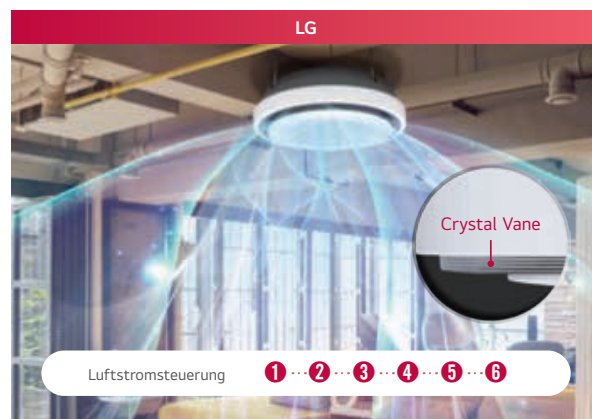 LG
Crystal Vane
Luftstromsteuerung 1 ··· 2 ··· 3 ··· 4 ··· 5 ··· 6